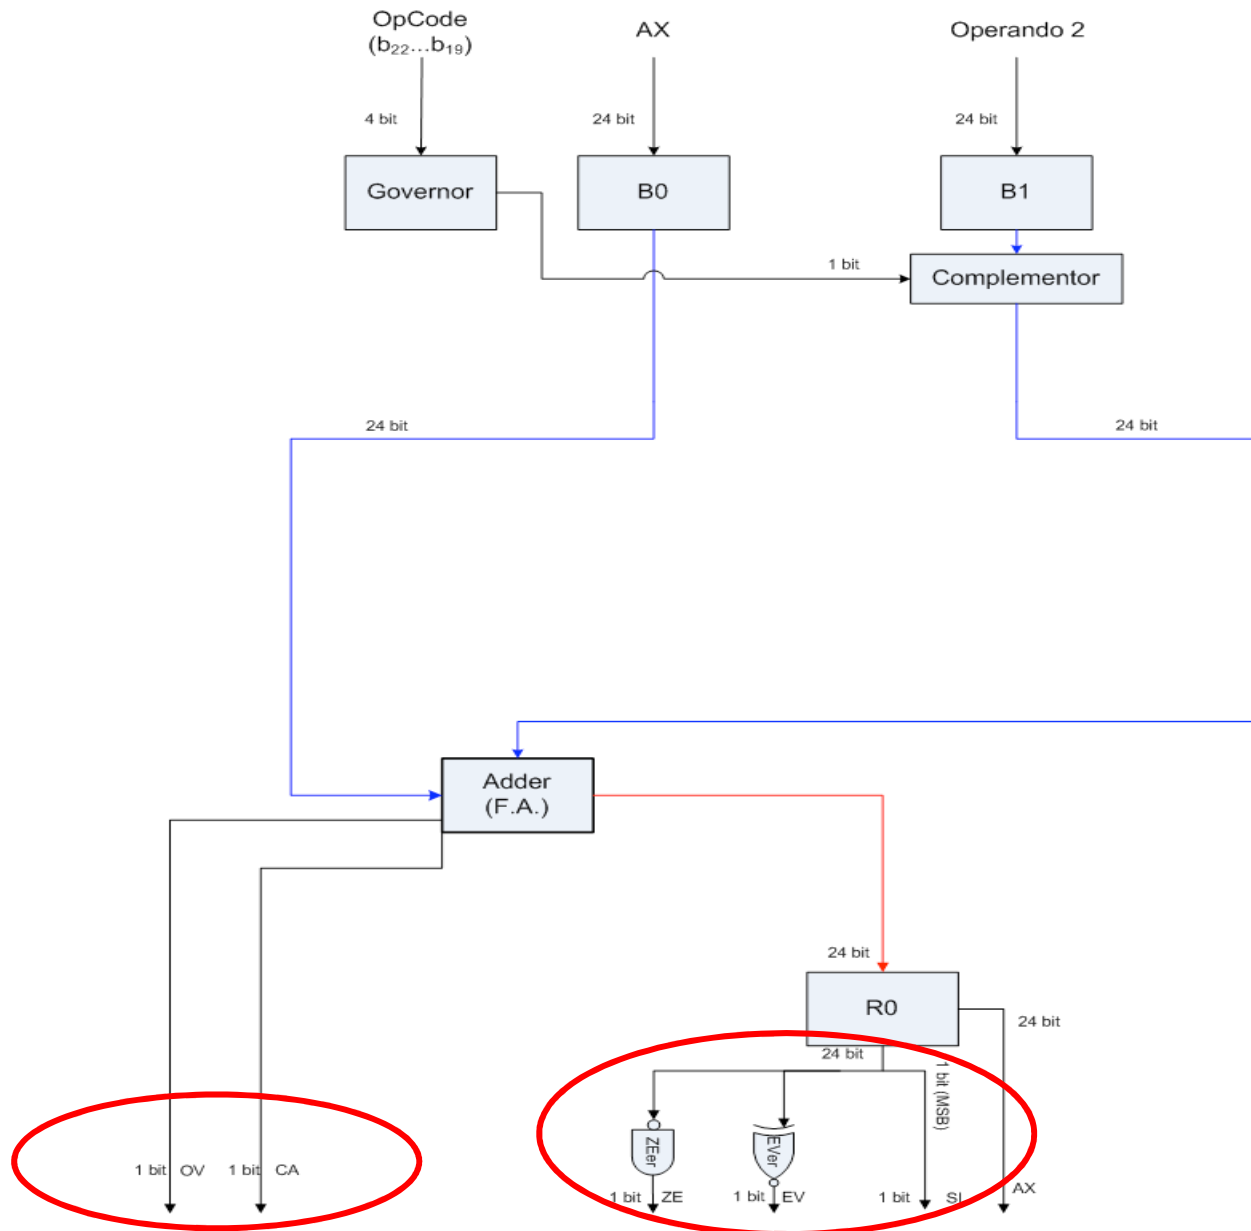 OpCode
(b₂₂...b₁₉)
AX
Operando 2
4 bit
24 bit
24 bit
Governor
B0
B1
1 bit
Complementor
24 bit
24 bit
Adder
(F.A.)
24 bit
R0
24 bit
24 bit
1 bit (MSB)
ZEer
EVer
1 bit
OV
1 bit
CA
1 bit
ZE
1 bit
EV
1 bit
SI
AX